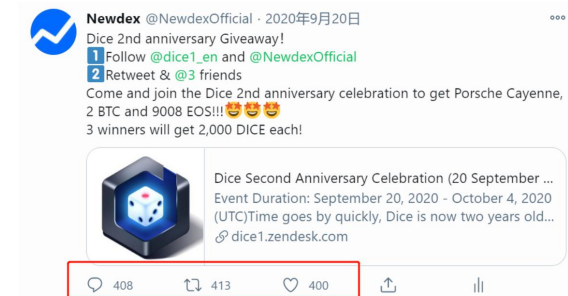 Newdex @NewdexOfficial · 2020年9月20日
Dice 2nd anniversary Giveaway!
1️⃣Follow @dice1_en and @NewdexOfficial
2️⃣Retweet & @3 friends
Come and join the Dice 2nd anniversary celebration to get Porsche Cayenne,
2 BTC and 9008 EOS!!!🤩🤩🤩
3 winners will get 2,000 DICE each!
Dice Second Anniversary Celebration (20 September ...
Event Duration: September 20, 2020 - October 4, 2020
(UTC)Time goes by quickly, Dice is now two years old...
dice1.zendesk.com
408 413 400